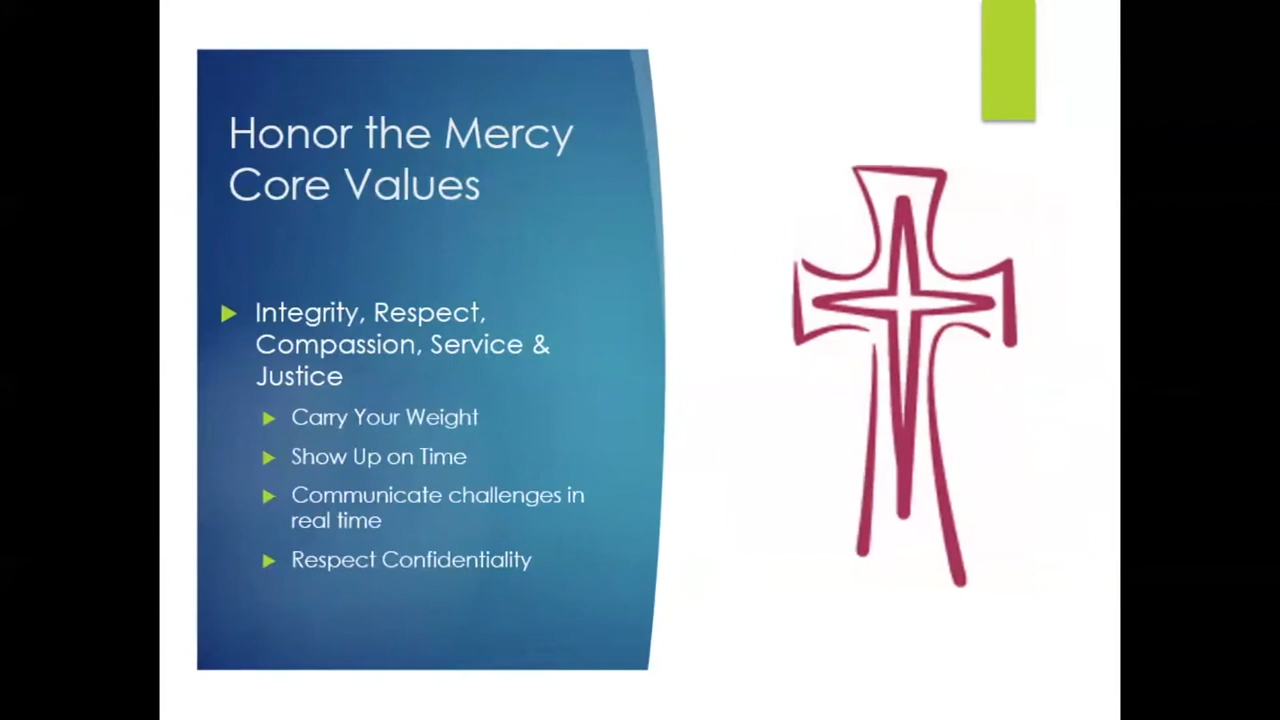 Honor the Mercy
Core Values
Integrity, Respect,
Compassion, Service &
Justice
Carry Your Weight
Show Up on Time
Communicate challenges in
real time
Respect Confidentiality